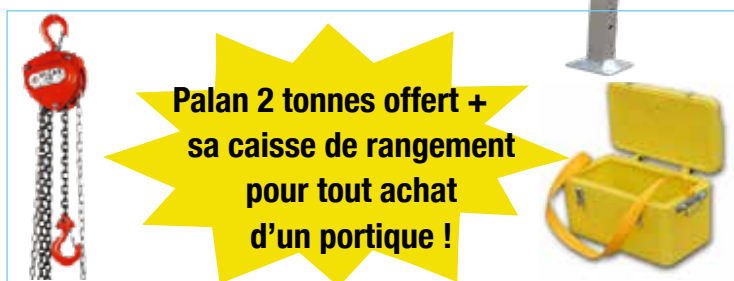 Palan 2 tonnes offert +
sa caisse de rangement
pour tout achat
d’un portique !